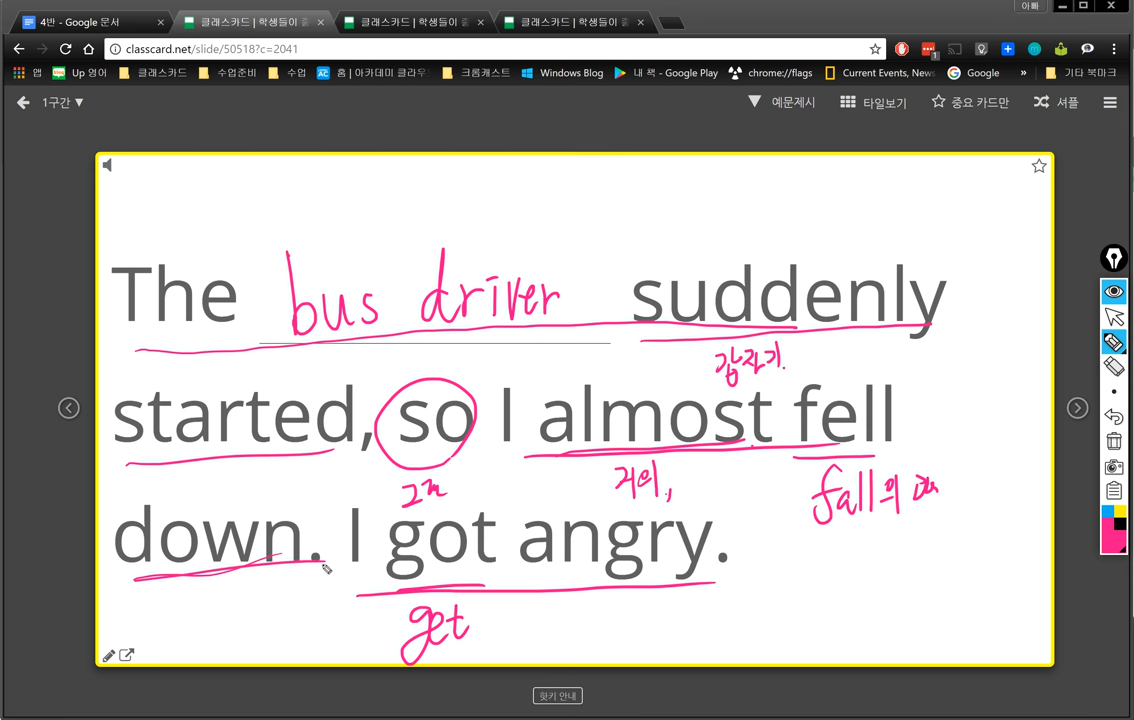 아빠
4반 - Google 문서
클래스카드 | 학생들이 즐
클래스카드 | 학생들이 즐
클래스카드 | 학생들이 즐
classcard.net/slide/50518?c=2041
앱 Up 영어 클래스카드 수업준비 수업 홈 | 아카데미 클라우 크롬캐스트 Windows Blog 내 책 - Google Play chrome://flags Current Events, News Google » 기타 북마크
1구간 ▼ ▼ 예문제시 타일보기 중요 카드만 셔플
The bus driver suddenly
갑자기.
started, so I almost fell
거의, fall의
down. I got angry.
get
핫키 안내